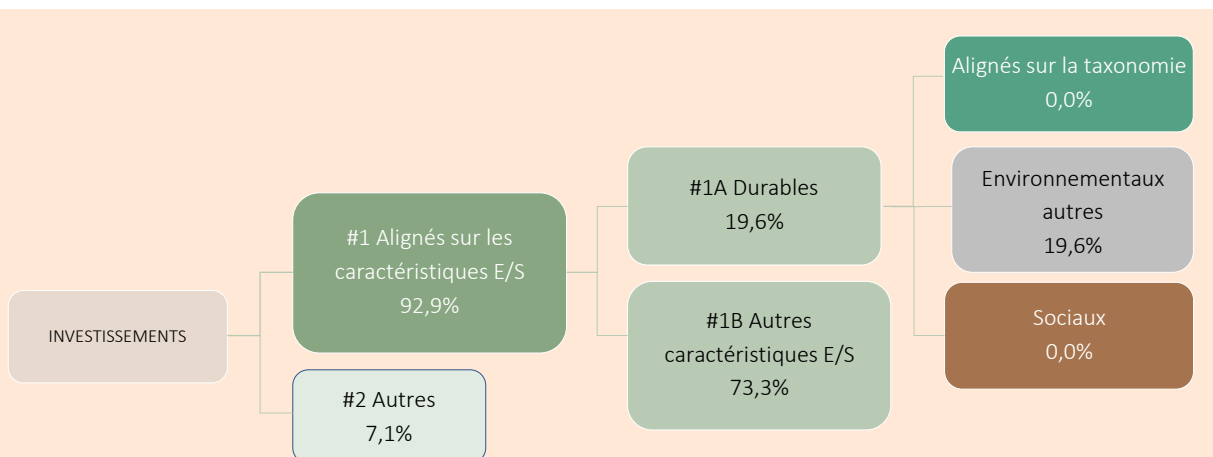 INVESTISSEMENTS
#1 Alignés sur les
caractéristiques E/S
92,9%
#2 Autres
7,1%
#1A Durables
19,6%
#1B Autres
caractéristiques E/S
73,3%
Alignés sur la taxonomie
0,0%
Environnementaux
autres
19,6%
Sociaux
0,0%